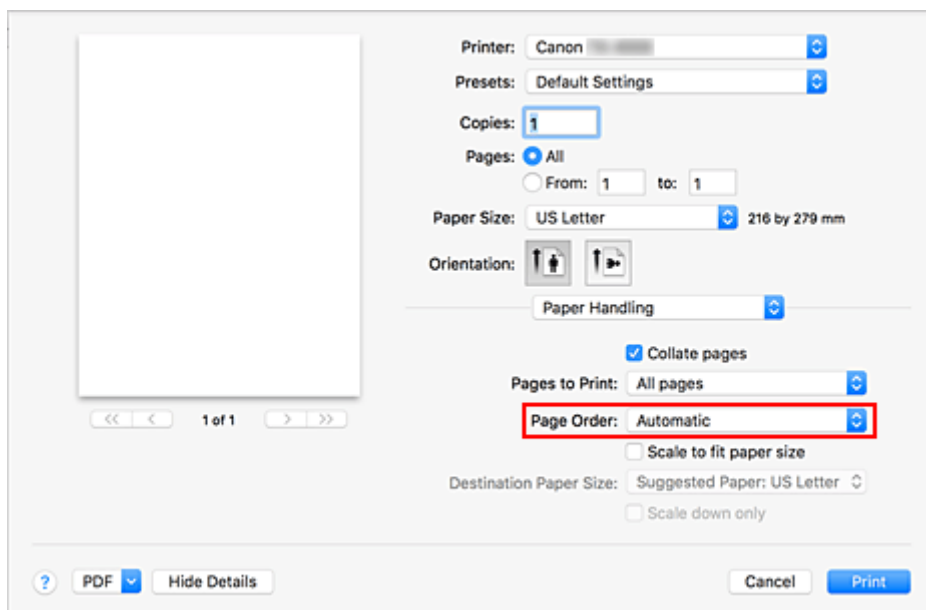 Printer: Canon
Presets: Default Settings
Copies: 1
Pages: All
From: 1 to: 1
Paper Size: US Letter 216 by 279 mm
Orientation:
Paper Handling
Collate pages
Pages to Print: All pages
Page Order: Automatic
Scale to fit paper size
Destination Paper Size: Suggested Paper: US Letter
Scale down only
<< < 1 of 1 > >>
? PDF Hide Details Cancel Print